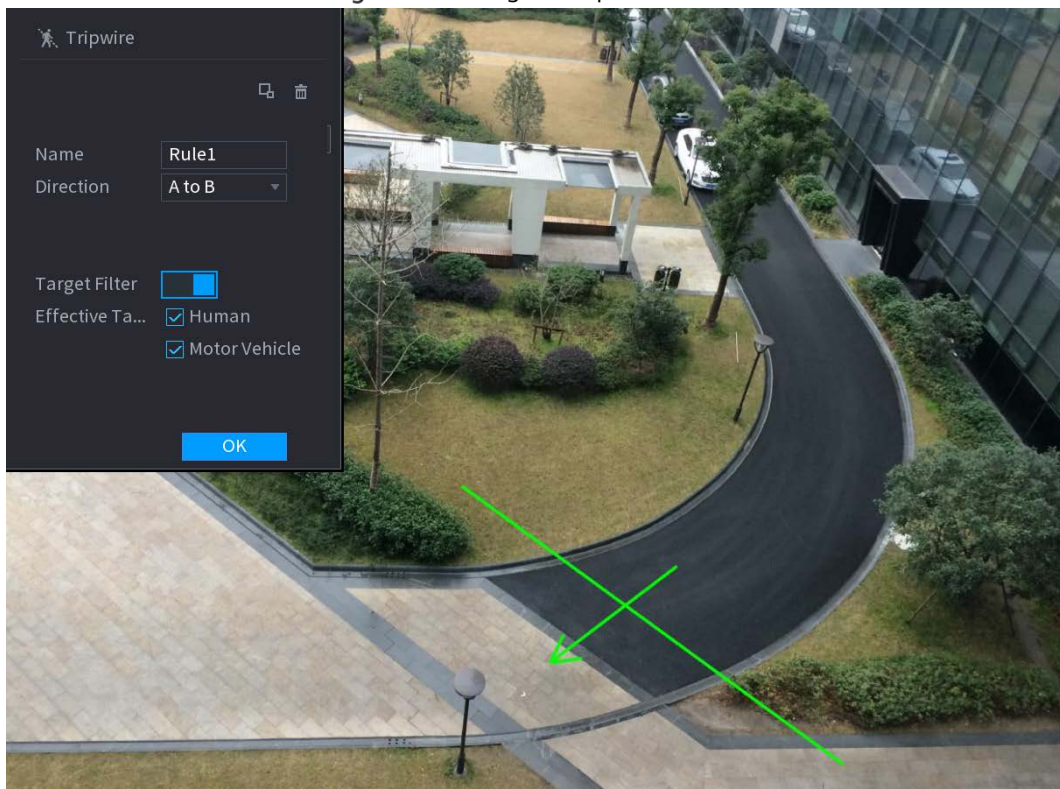 Tripwire
Name Rule1
Direction A to B
Target Filter
Effective Ta...
Human
Motor Vehicle
OK